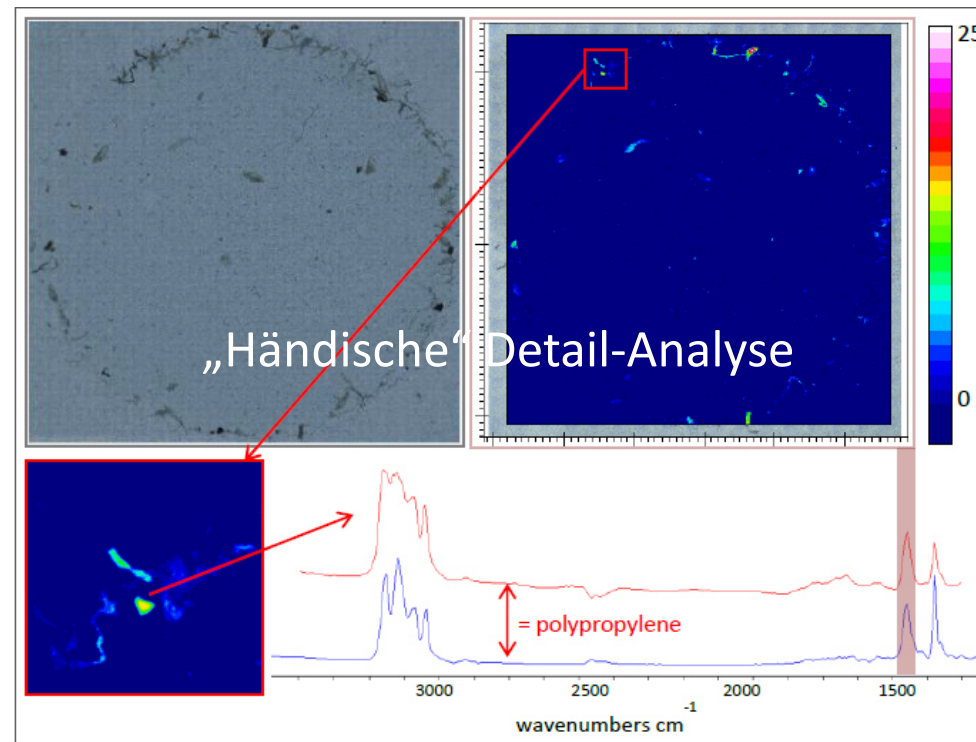 25
0
„Händische“ Detail-Analyse
= polypropylene
3000 2500 2000 1500
wavenumbers cm
-1